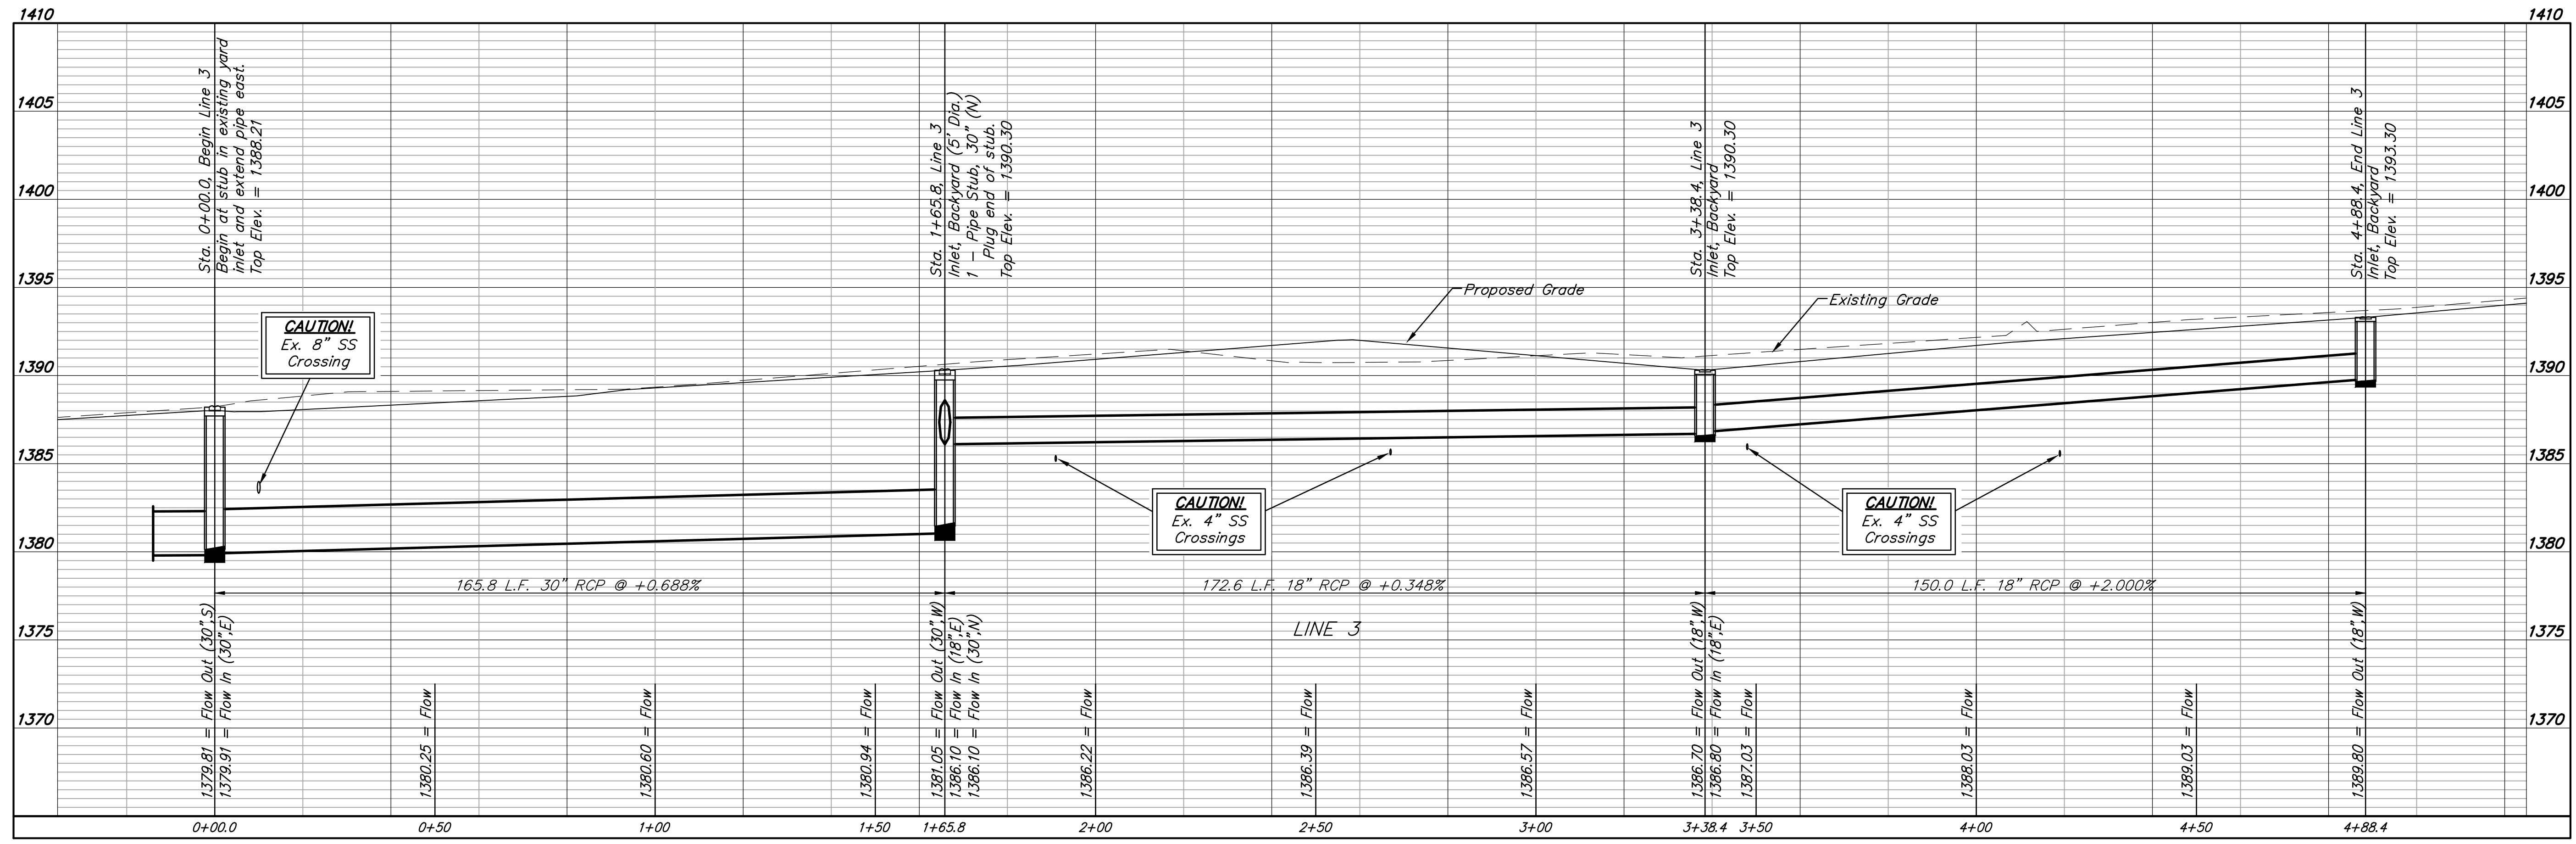 1410
1410
1405
1405
1400
1400
1395
1395
1390
1390
1385
1385
1380
1380
1375
1375
1370
1370
Sta. 0+00.0, Begin Line 3
Begin at stub in existing yard
inlet and extend pipe east.
Top Elev. = 1388.21
Sta. 1+65.8, Line 3
Inlet, Backyard (5' Dia.)
1 - Pipe Stub, 30" (N)
Plug end of stub.
Top Elev. = 1390.30
Sta. 3+38.4, Line 3
Inlet, Backyard
Top Elev. = 1390.30
Sta. 4+88.4, End Line 3
Inlet, Backyard
Top Elev. = 1393.30
Proposed Grade
Existing Grade
CAUTION!
Ex. 8" SS
Crossing
CAUTION!
Ex. 4" SS
Crossings
CAUTION!
Ex. 4" SS
Crossings
165.8 L.F. 30" RCP @ +0.688%
172.6 L.F. 18" RCP @ +0.348%
150.0 L.F. 18" RCP @ +2.000%
LINE 3
1379.81 = Flow Out (30",S)
1379.91 = Flow In (30",E)
1380.25 = Flow
1380.60 = Flow
1380.94 = Flow
1381.05 = Flow Out (30",W)
1386.10 = Flow In (18",E)
1386.10 = Flow In (30",N)
1386.22 = Flow
1386.39 = Flow
1386.57 = Flow
1386.70 = Flow Out (18",W)
1386.80 = Flow In (18",E)
1387.03 = Flow
1388.03 = Flow
1389.03 = Flow
1389.80 = Flow Out (18",W)
0+00.0
0+50
1+00
1+50
1+65.8
2+00
2+50
3+00
3+38.4
3+50
4+00
4+50
4+88.4